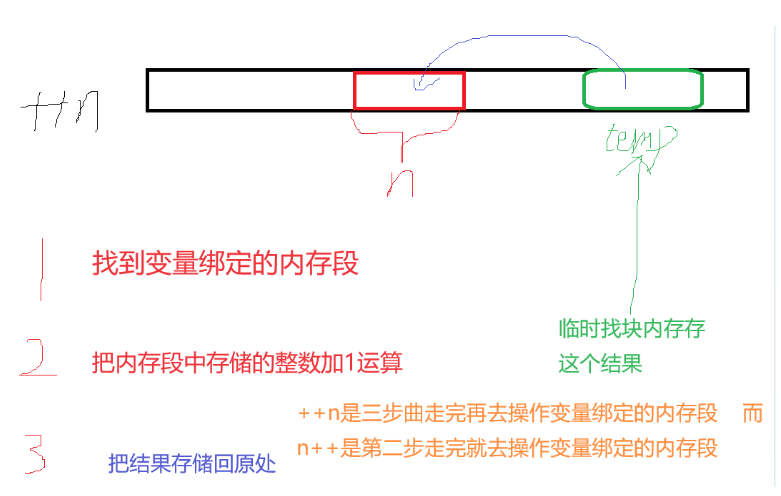 ++n
temp
n
1 找到变量绑定的内存段
临时找块内存存
这个结果
2 把内存段中存储的整数加1运算
++n是三步曲走完再去操作变量绑定的内存段 而
n++是第二步走完就去操作变量绑定的内存段
3 把结果存储回原处